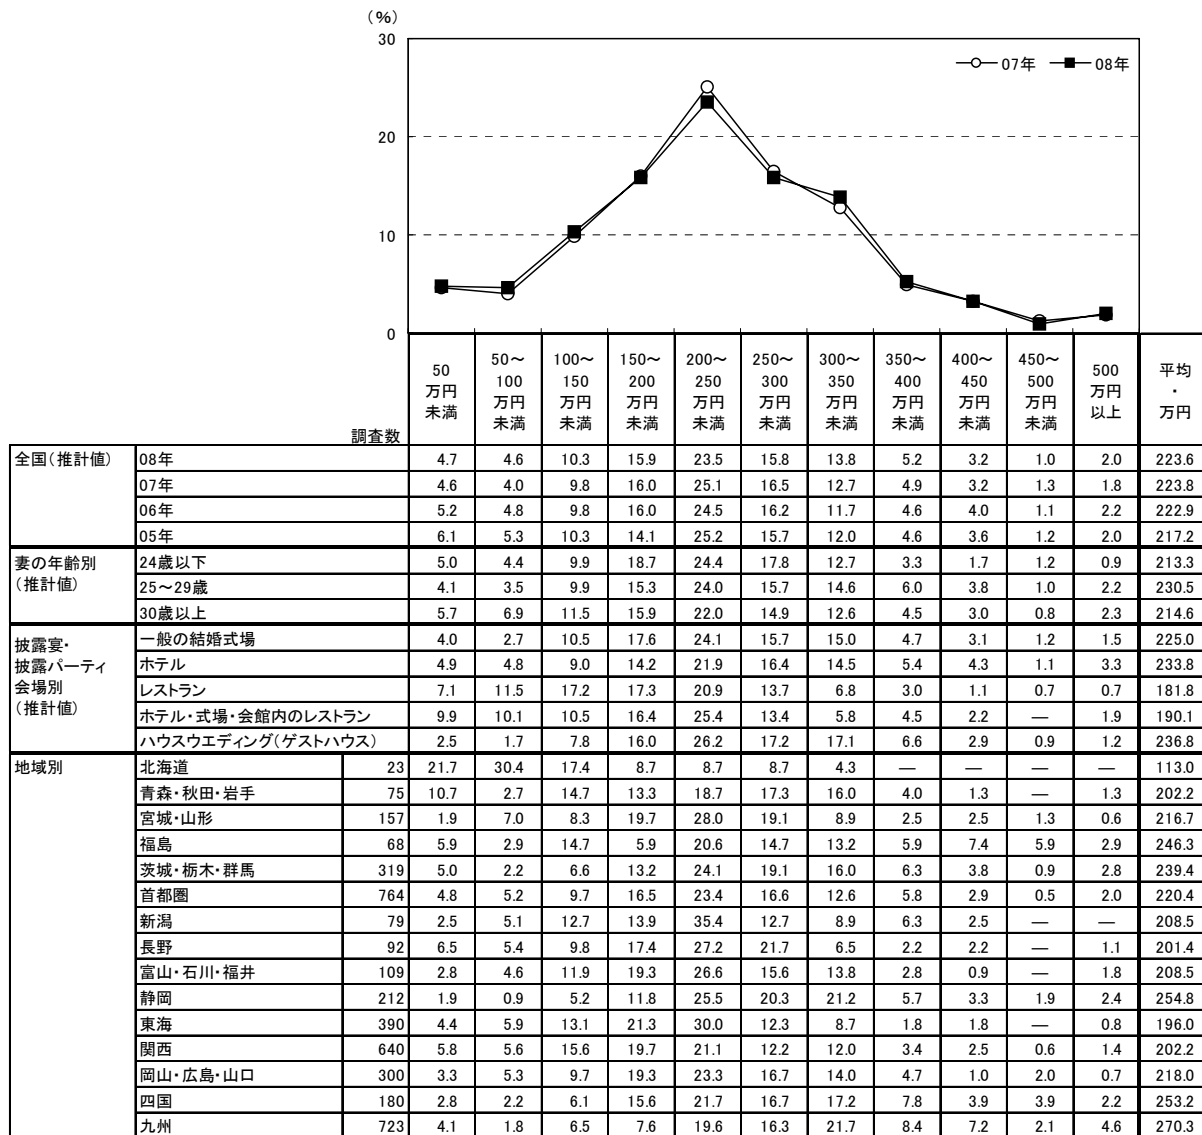 （％）
30
20
10
0
07年 08年
調査数 50万円未満 50～100万円未満 100～150万円未満 150～200万円未満 200～250万円未満 250～300万円未満 300～350万円未満 350～400万円未満 400～450万円未満 450～500万円未満 500万円以上 平均・万円
全国（推計値） 08年 4.7 4.6 10.3 15.9 23.5 15.8 13.8 5.2 3.2 1.0 2.0 223.6
07年 4.6 4.0 9.8 16.0 25.1 16.5 12.7 4.9 3.2 1.3 1.8 223.8
06年 5.2 4.8 9.8 16.0 24.5 16.2 11.7 4.6 4.0 1.1 2.2 222.9
05年 6.1 5.3 10.3 14.1 25.2 15.7 12.0 4.6 3.6 1.2 2.0 217.2
妻の年齢別（推計値） 24歳以下 5.0 4.4 9.9 18.7 24.4 17.8 12.7 3.3 1.7 1.2 0.9 213.3
25～29歳 4.1 3.5 9.9 15.3 24.0 15.7 14.6 6.0 3.8 1.0 2.2 230.5
30歳以上 5.7 6.9 11.5 15.9 22.0 14.9 12.6 4.5 3.0 0.8 2.3 214.6
披露宴・披露パーティ会場別（推計値） 一般の結婚式場 4.0 2.7 10.5 17.6 24.1 15.7 15.0 4.7 3.1 1.2 1.5 225.0
ホテル 4.9 4.8 9.0 14.2 21.9 16.4 14.5 5.4 4.3 1.1 3.3 233.8
レストラン 7.1 11.5 17.2 17.3 20.9 13.7 6.8 3.0 1.1 0.7 0.7 181.8
ホテル・式場・会館内のレストラン 9.9 10.1 10.5 16.4 25.4 13.4 5.8 4.5 2.2 ― 1.9 190.1
ハウスウエディング（ゲストハウス） 2.5 1.7 7.8 16.0 26.2 17.2 17.1 6.6 2.9 0.9 1.2 236.8
地域別 北海道 23 21.7 30.4 17.4 8.7 8.7 8.7 4.3 ― ― ― ― 113.0
青森・秋田・岩手 75 10.7 2.7 14.7 13.3 18.7 17.3 16.0 4.0 1.3 ― 1.3 202.2
宮城・山形 157 1.9 7.0 8.3 19.7 28.0 19.1 8.9 2.5 2.5 1.3 0.6 216.7
福島 68 5.9 2.9 14.7 5.9 20.6 14.7 13.2 5.9 7.4 5.9 2.9 246.3
茨城・栃木・群馬 319 5.0 2.2 6.6 13.2 24.1 19.1 16.0 6.3 3.8 0.9 2.8 239.4
首都圏 764 4.8 5.2 9.7 16.5 23.4 16.6 12.6 5.8 2.9 0.5 2.0 220.4
新潟 79 2.5 5.1 12.7 13.9 35.4 12.7 8.9 6.3 2.5 ― ― 208.5
長野 92 6.5 5.4 9.8 17.4 27.2 21.7 6.5 2.2 2.2 ― 1.1 201.4
富山・石川・福井 109 2.8 4.6 11.9 19.3 26.6 15.6 13.8 2.8 0.9 ― 1.8 208.5
静岡 212 1.9 0.9 5.2 11.8 25.5 20.3 21.2 5.7 3.3 1.9 2.4 254.8
東海 390 4.4 5.9 13.1 21.3 30.0 12.3 8.7 1.8 1.8 ― 0.8 196.0
関西 640 5.8 5.6 15.6 19.7 21.1 12.2 12.0 3.4 2.5 0.6 1.4 202.2
岡山・広島・山口 300 3.3 5.3 9.7 19.3 23.3 16.7 14.0 4.7 1.0 2.0 0.7 218.0
四国 180 2.8 2.2 6.1 15.6 21.7 16.7 17.2 7.8 3.9 3.9 2.2 253.2
九州 723 4.1 1.8 6.5 7.6 19.6 16.3 21.7 8.4 7.2 2.1 4.6 270.3